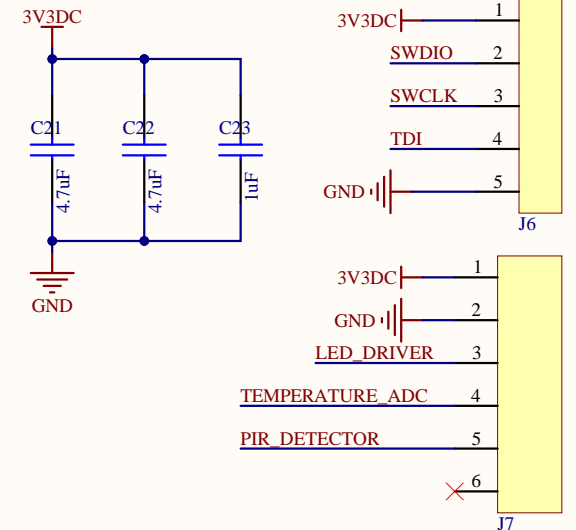 3V3DC
C21
C22
C23
4.7uF
4.7uF
1uF
GND
3V3DC 1
SWDIO 2
SWCLK 3
TDI 4
GND 5
J6
3V3DC 1
GND 2
LED_DRIVER 3
TEMPERATURE_ADC 4
PIR_DETECTOR 5
6
J7